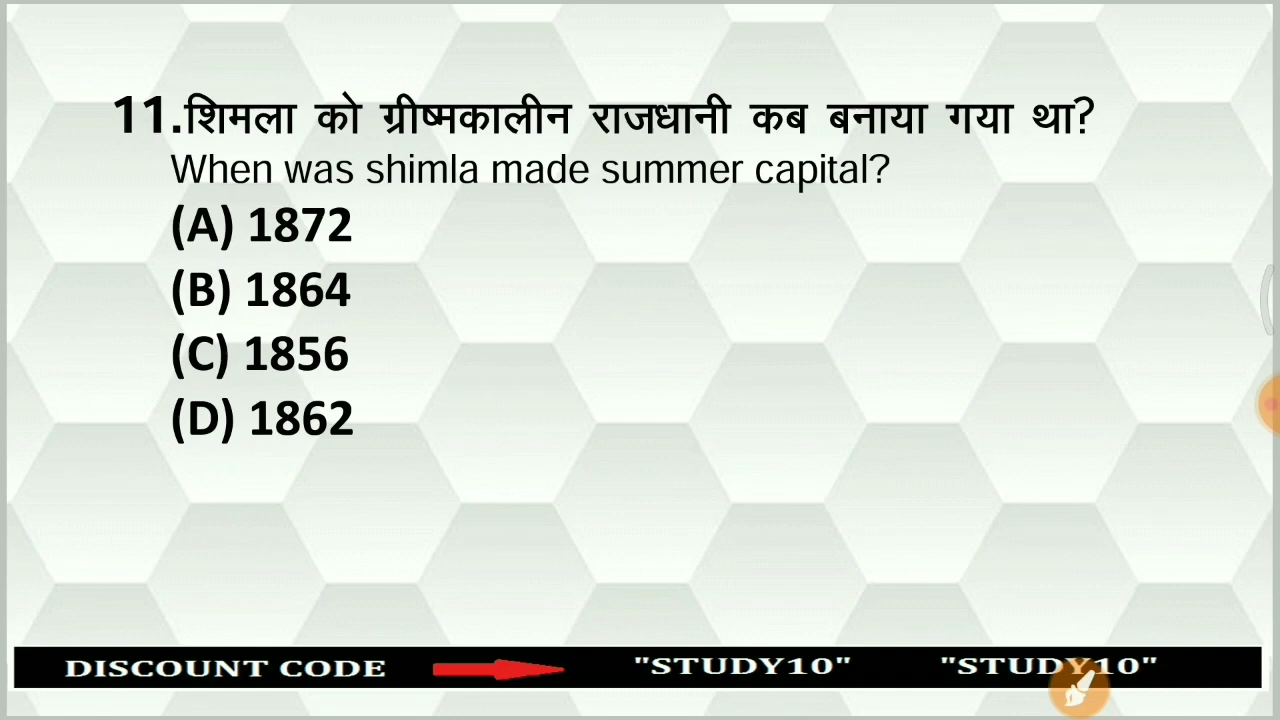 11.शिमला को ग्रीष्मकालीन राजधानी कब बनाया गया था?
When was shimla made summer capital?
(A) 1872
(B) 1864
(C) 1856
(D) 1862
DISCOUNT CODE "STUDY10" "STUDY10"